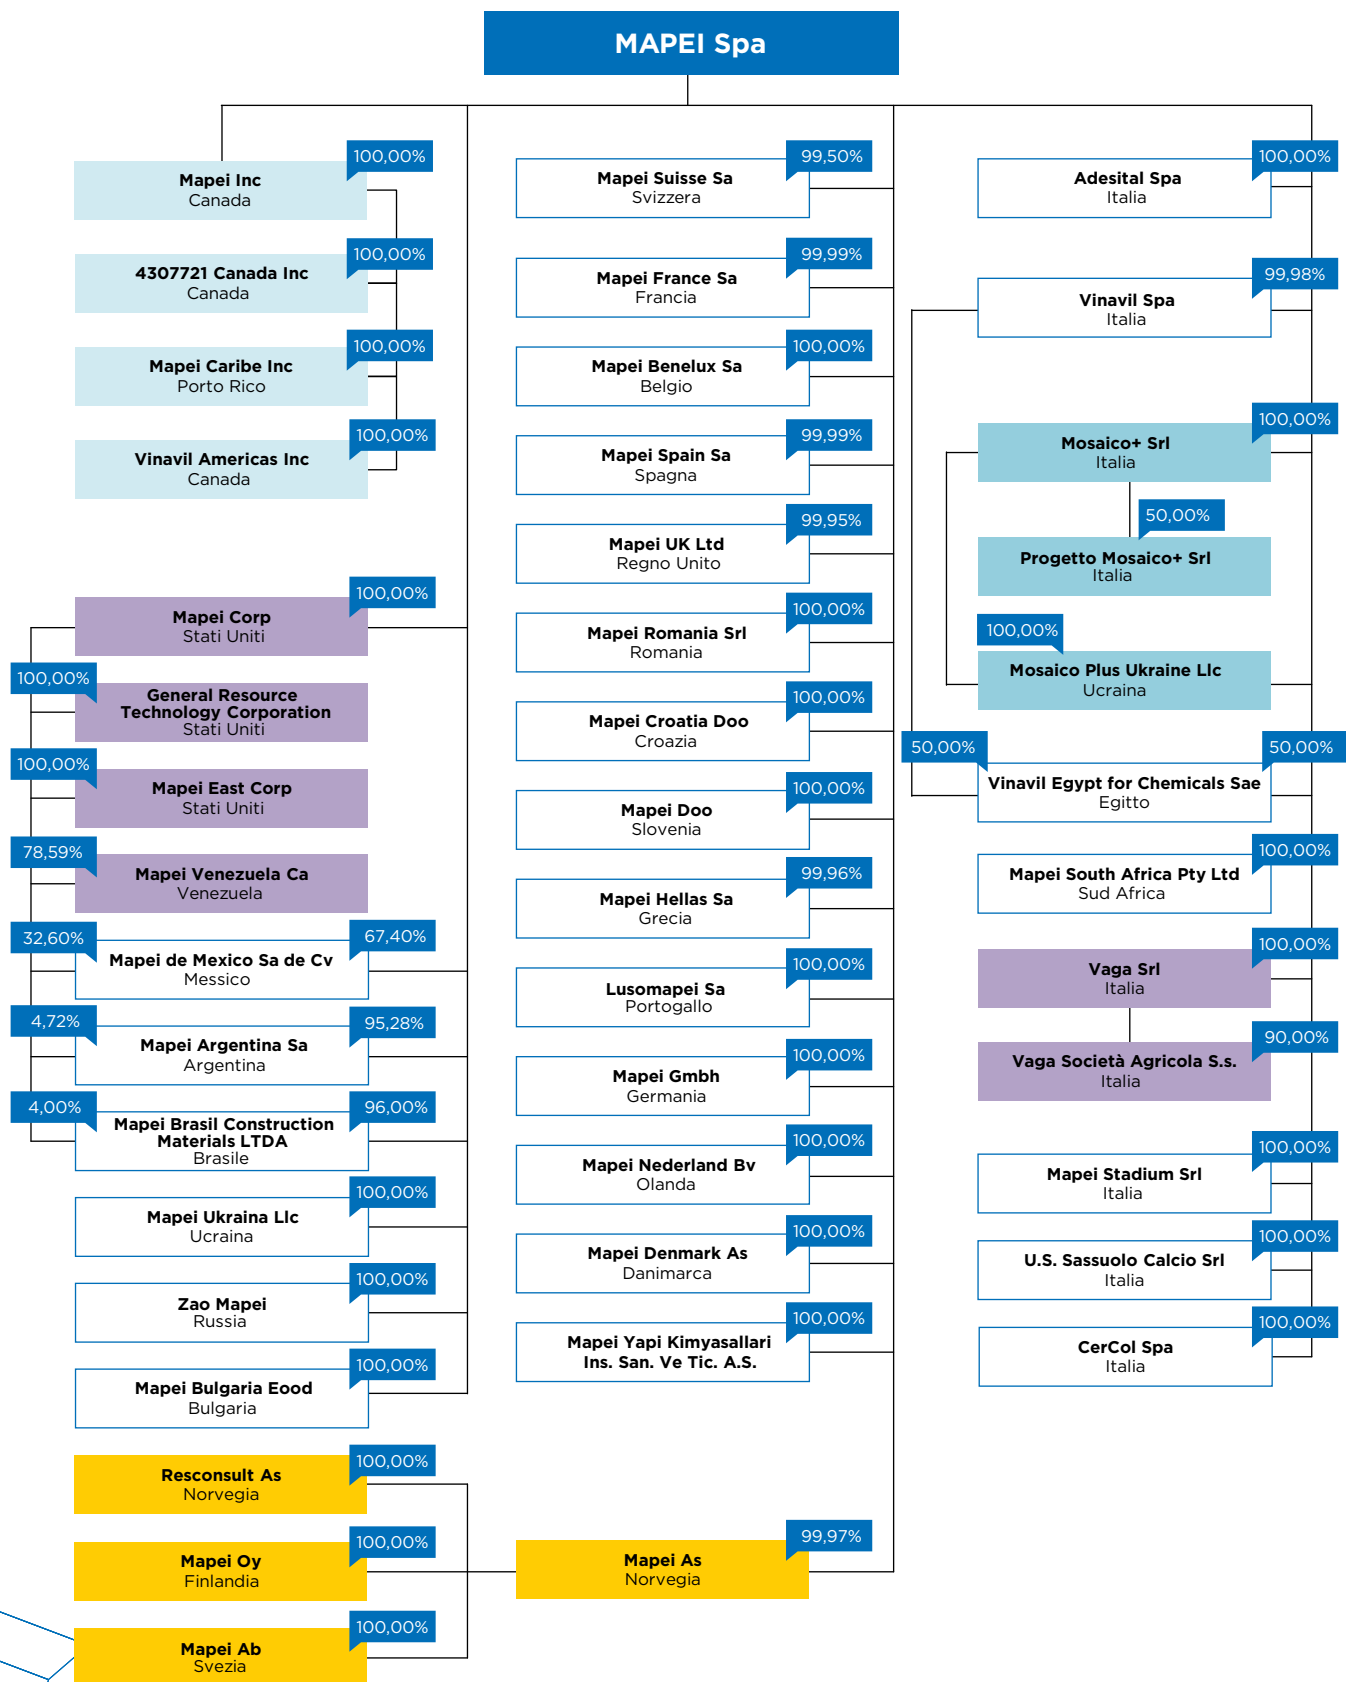 MAPEI Spa
100,00%
Mapei Inc
Canada
100,00%
4307721 Canada Inc
Canada
100,00%
Mapei Caribe Inc
Porto Rico
100,00%
Vinavil Americas Inc
Canada
100,00%
Mapei Corp
Stati Uniti
100,00%
General Resource
Technology Corporation
Stati Uniti
100,00%
Mapei East Corp
Stati Uniti
78,59%
Mapei Venezuela Ca
Venezuela
32,60%
67,40%
Mapei de Mexico Sa de Cv
Messico
4,72%
95,28%
Mapei Argentina Sa
Argentina
4,00%
96,00%
Mapei Brasil Construction
Materials LTDA
Brasile
100,00%
Mapei Ukraina Llc
Ucraina
100,00%
Zao Mapei
Russia
100,00%
Mapei Bulgaria Eood
Bulgaria
100,00%
Resconsult As
Norvegia
100,00%
Mapei Oy
Finlandia
100,00%
Mapei Ab
Svezia
99,50%
Mapei Suisse Sa
Svizzera
99,99%
Mapei France Sa
Francia
100,00%
Mapei Benelux Sa
Belgio
99,99%
Mapei Spain Sa
Spagna
99,95%
Mapei UK Ltd
Regno Unito
100,00%
Mapei Romania Srl
Romania
100,00%
Mapei Croatia Doo
Croazia
100,00%
Mapei Doo
Slovenia
99,96%
Mapei Hellas Sa
Grecia
100,00%
Lusomapei Sa
Portogallo
100,00%
Mapei Gmbh
Germania
100,00%
Mapei Nederland Bv
Olanda
100,00%
Mapei Denmark As
Danimarca
100,00%
Mapei Yapi Kimyasallari
Ins. San. Ve Tic. A.S.
99,97%
Mapei As
Norvegia
100,00%
Adesital Spa
Italia
99,98%
Vinavil Spa
Italia
100,00%
Mosaico+ Srl
Italia
50,00%
Progetto Mosaico+ Srl
Italia
100,00%
Mosaico Plus Ukraine Llc
Ucraina
50,00%
50,00%
Vinavil Egypt for Chemicals Sae
Egitto
100,00%
Mapei South Africa Pty Ltd
Sud Africa
100,00%
Vaga Srl
Italia
90,00%
Vaga Società Agricola S.s.
Italia
100,00%
Mapei Stadium Srl
Italia
100,00%
U.S. Sassuolo Calcio Srl
Italia
100,00%
CerCol Spa
Italia